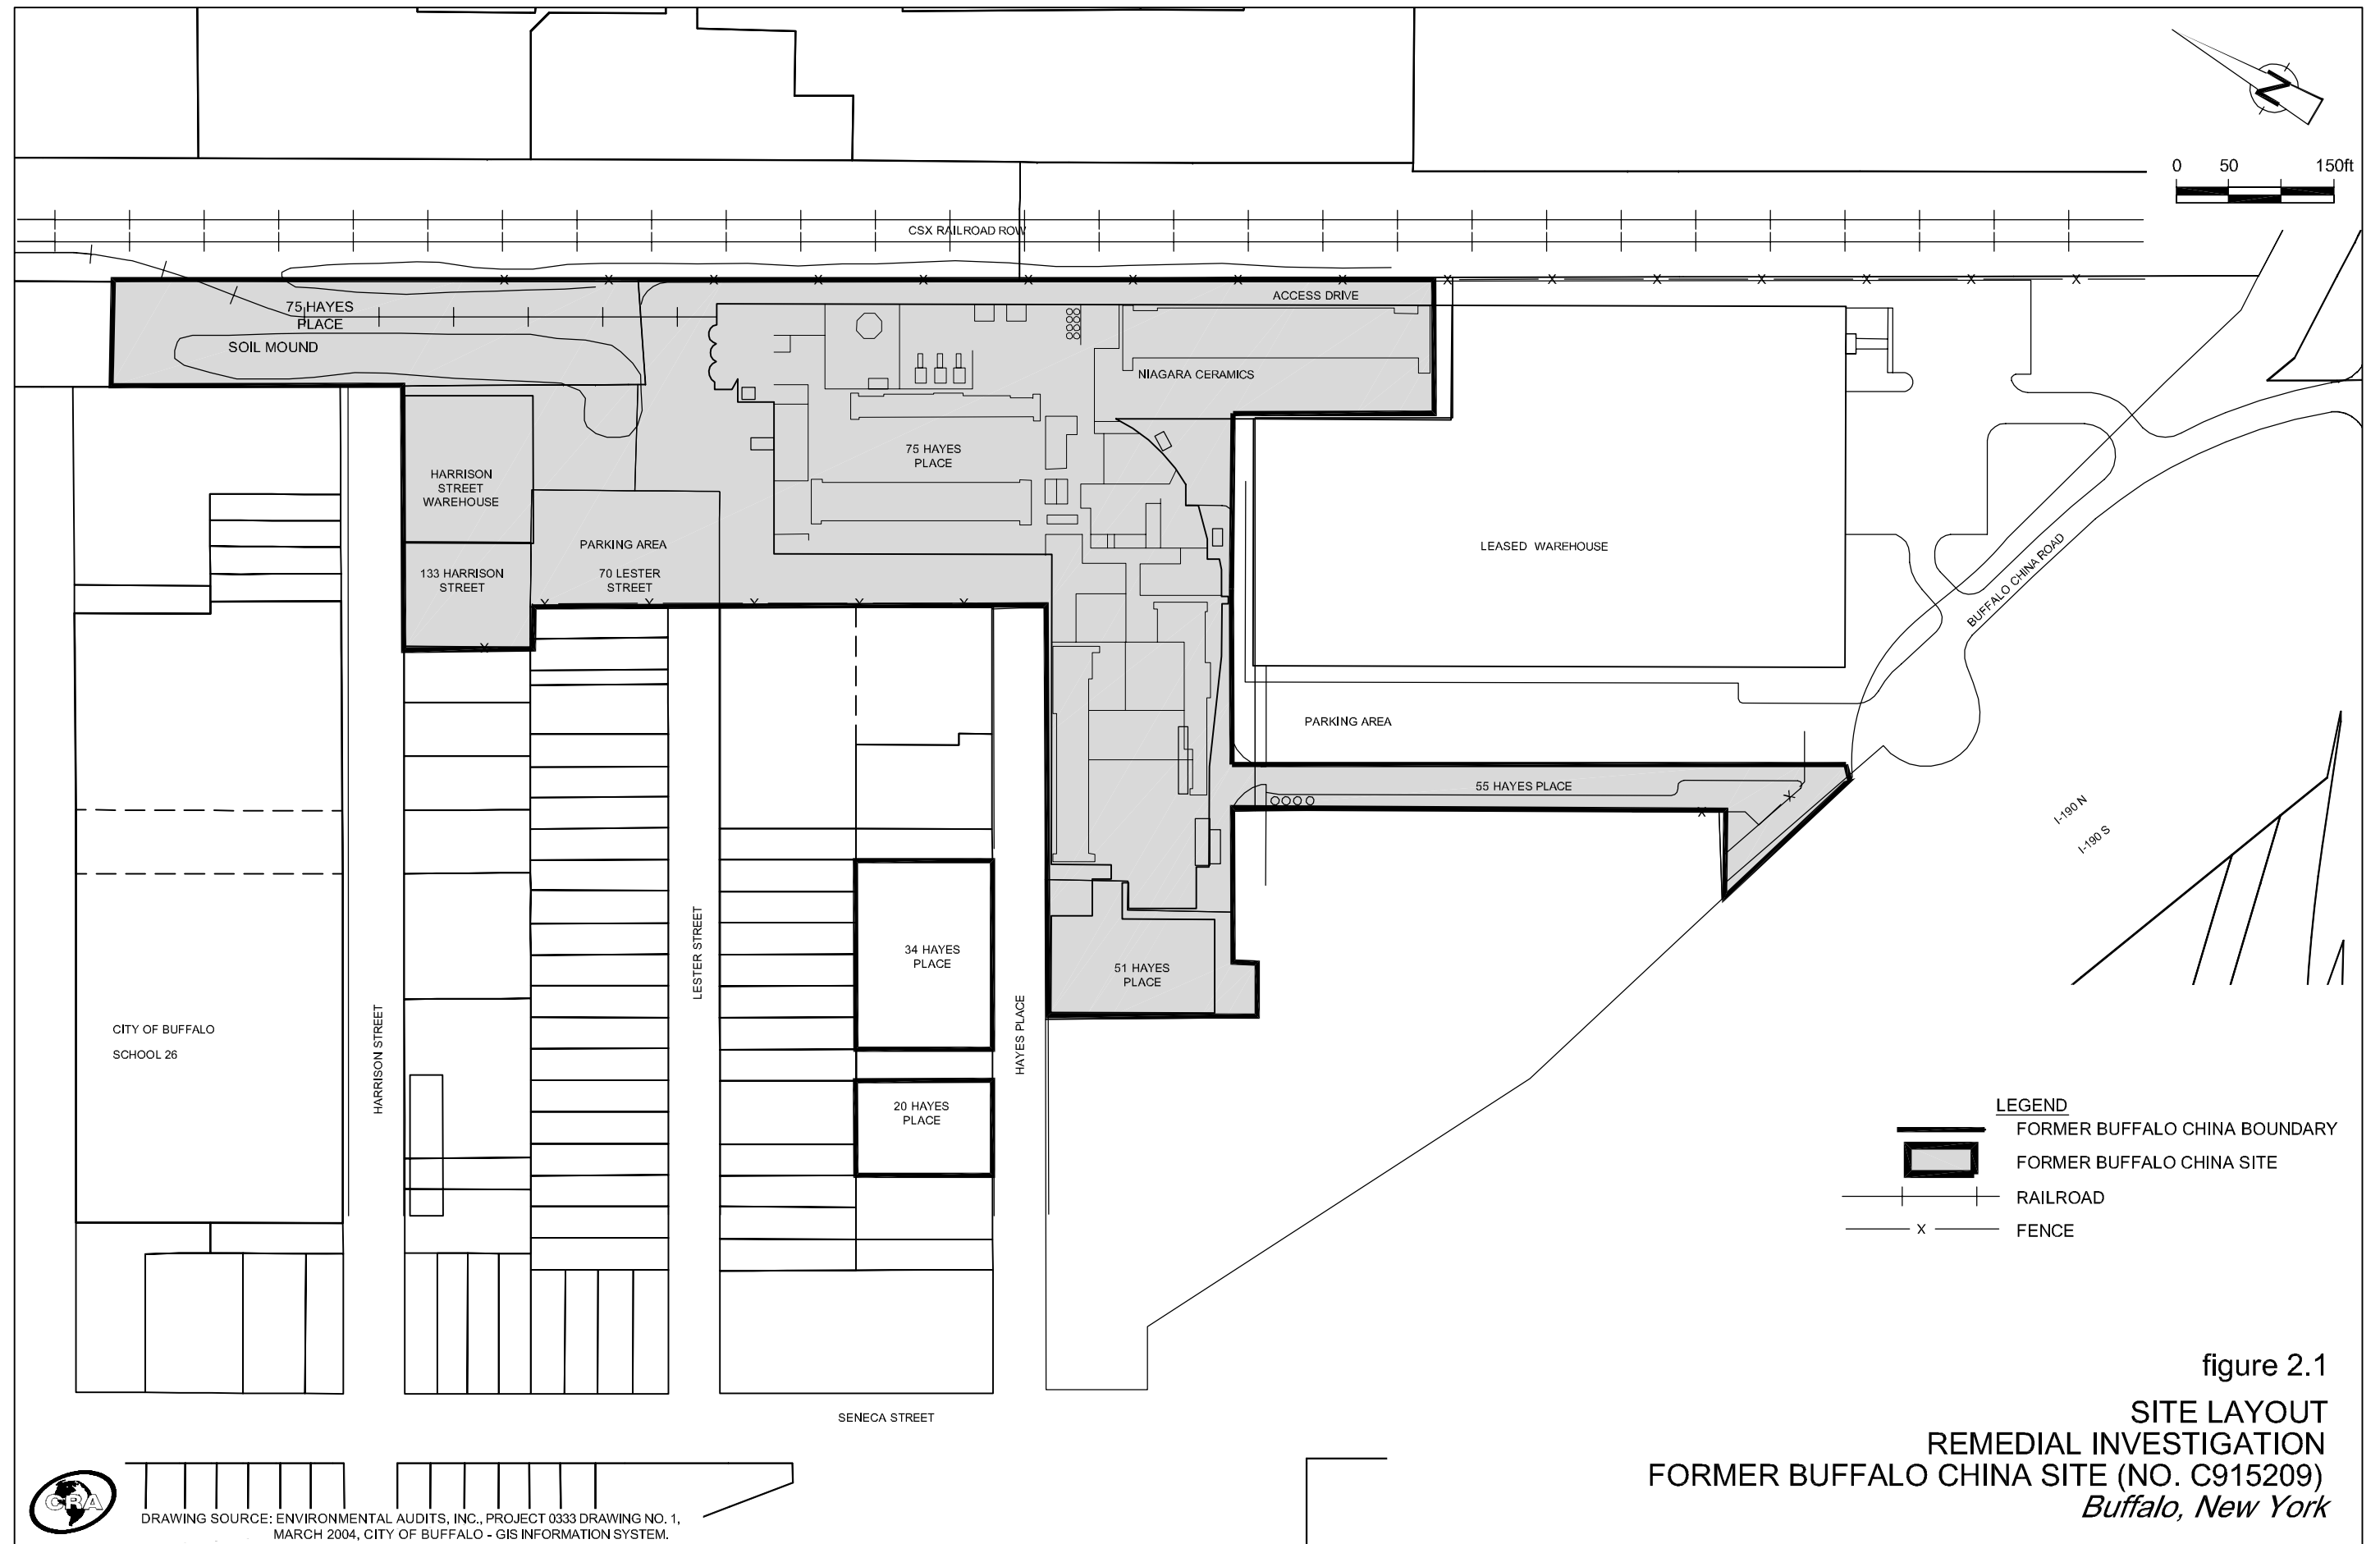 N
0 50 150ft
CSX RAILROAD ROW
ACCESS DRIVE
75 HAYES
PLACE
SOIL MOUND
NIAGARA CERAMICS
75 HAYES
PLACE
HARRISON
STREET
WAREHOUSE
PARKING AREA
LEASED WAREHOUSE
133 HARRISON
STREET
70 LESTER
STREET
BUFFALO CHINA ROAD
PARKING AREA
55 HAYES PLACE
I-190 N
I-190 S
34 HAYES
PLACE
51 HAYES
PLACE
LESTER STREET
HARRISON STREET
HAYES PLACE
CITY OF BUFFALO
SCHOOL 26
20 HAYES
PLACE
LEGEND
FORMER BUFFALO CHINA BOUNDARY
FORMER BUFFALO CHINA SITE
RAILROAD
X FENCE
SENECA STREET
figure 2.1
SITE LAYOUT
REMEDIAL INVESTIGATION
FORMER BUFFALO CHINA SITE (NO. C915209)
Buffalo, New York
CRA
DRAWING SOURCE: ENVIRONMENTAL AUDITS, INC., PROJECT 0333 DRAWING NO. 1,
MARCH 2004, CITY OF BUFFALO - GIS INFORMATION SYSTEM.